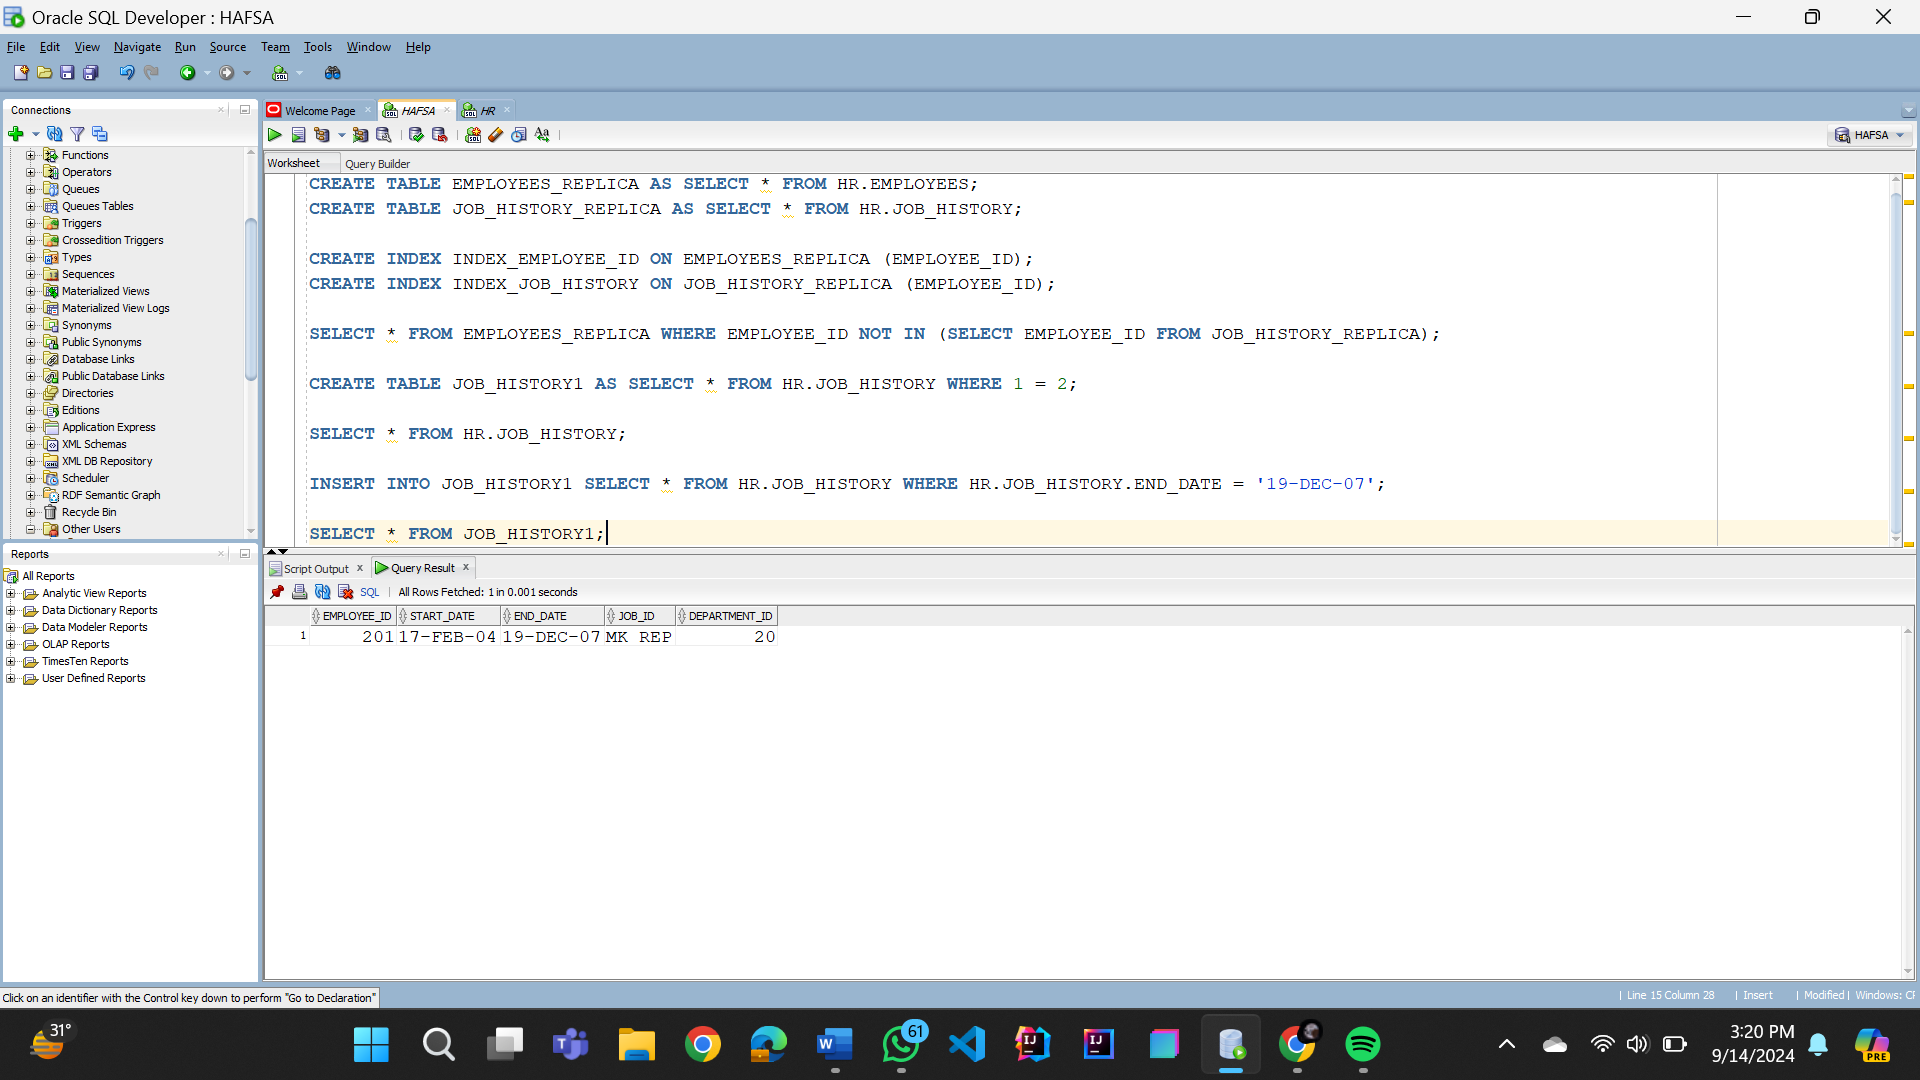 Oracle SQL Developer : HAFSA
File Edit View Navigate Run Source Team Tools Window Help
Connections
Functions
Operators
Queues
Queues Tables
Triggers
Crossedition Triggers
Types
Sequences
Materialized Views
Materialized View Logs
Synonyms
Public Synonyms
Database Links
Public Database Links
Directories
Editions
Application Express
XML Schemas
XML DB Repository
Scheduler
RDF Semantic Graph
Recycle Bin
Other Users
Reports
All Reports
Analytic View Reports
Data Dictionary Reports
Data Modeler Reports
OLAP Reports
TimesTen Reports
User Defined Reports
Welcome Page HAFSA HR
HAFSA
Worksheet Query Builder
CREATE TABLE EMPLOYEES_REPLICA AS SELECT * FROM HR.EMPLOYEES;
CREATE TABLE JOB_HISTORY_REPLICA AS SELECT * FROM HR.JOB_HISTORY;
CREATE INDEX INDEX_EMPLOYEE_ID ON EMPLOYEES_REPLICA (EMPLOYEE_ID);
CREATE INDEX INDEX_JOB_HISTORY ON JOB_HISTORY_REPLICA (EMPLOYEE_ID);
SELECT * FROM EMPLOYEES_REPLICA WHERE EMPLOYEE_ID NOT IN (SELECT EMPLOYEE_ID FROM JOB_HISTORY_REPLICA);
CREATE TABLE JOB_HISTORY1 AS SELECT * FROM HR.JOB_HISTORY WHERE 1 = 2;
SELECT * FROM HR.JOB_HISTORY;
INSERT INTO JOB_HISTORY1 SELECT * FROM HR.JOB_HISTORY WHERE HR.JOB_HISTORY.END_DATE = '19-DEC-07';
SELECT * FROM JOB_HISTORY1;
Script Output x Query Result x
SQL | All Rows Fetched: 1 in 0.001 seconds
EMPLOYEE_ID START_DATE END_DATE JOB_ID DEPARTMENT_ID
1 201 17-FEB-04 19-DEC-07 MK_REP 20
Click on an identifier with the Control key down to perform "Go to Declaration"
| Line 15 Column 28 | Insert | Modified | Windows: CF
31°
61
3:20 PM
9/14/2024
PRE